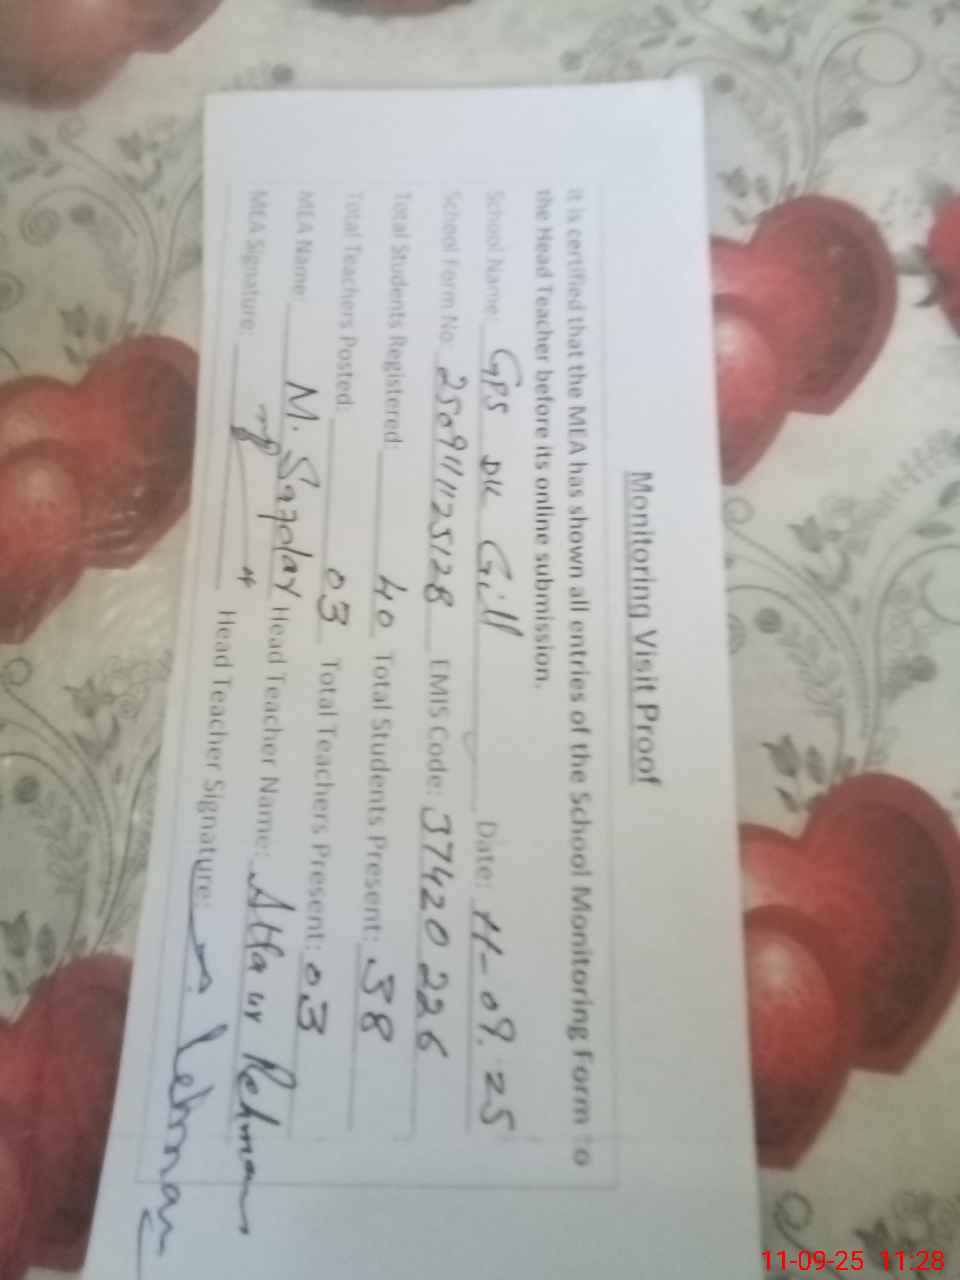 Monitoring Visit Proof
It is certified that the MEA has shown all entries of the School Monitoring Form to
the Head Teacher before its online submission.
School Name: GPS DK Gill Date: 11-09-25
School Form No. 250911125128 EMIS Code: 37420226
Total Students Registered: 40 Total Students Present: 38
Total Teachers Posted: 03 Total Teachers Present: 03
MEA Name: M. Safdar Head Teacher Name: Atta ur Rehman
MEA Signature: Head Teacher Signature: Rehman
11-09-25 11:28